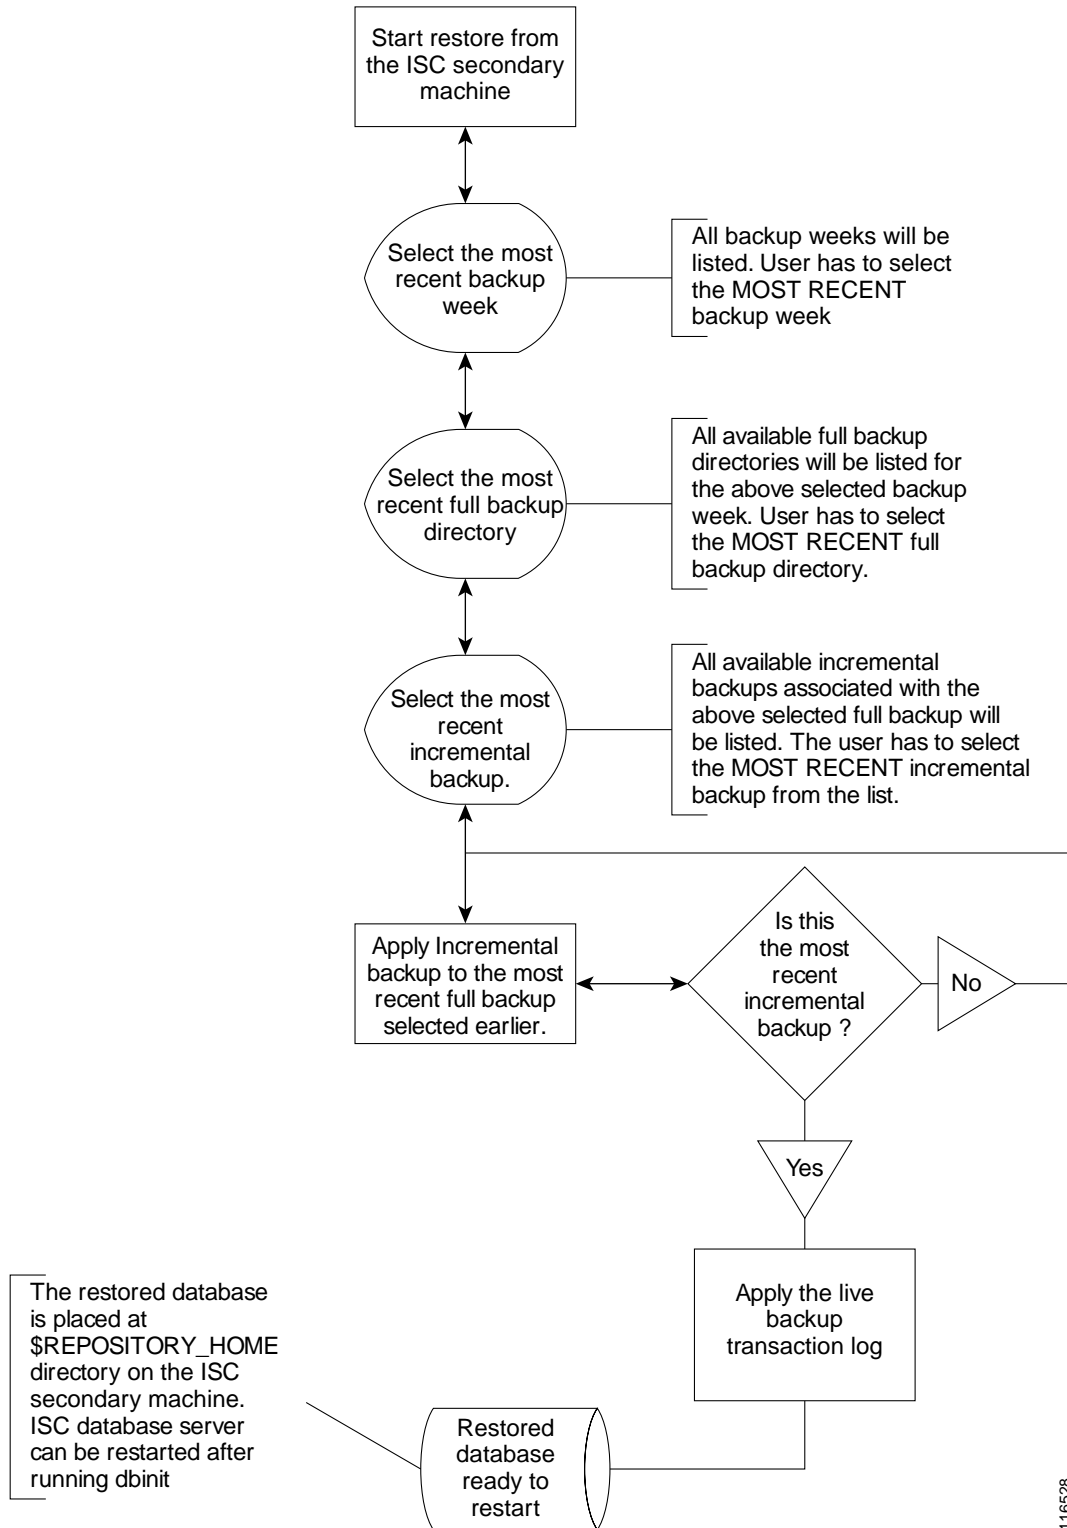 Start restore from
the ISC secondary
machine
Select the most
recent backup
week
All backup weeks will be
listed. User has to select
the MOST RECENT
backup week
Select the most
recent full backup
directory
All available full backup
directories will be listed for
the above selected backup
week. User has to select
the MOST RECENT full
backup directory.
Select the most
recent
incremental
backup.
All available incremental
backups associated with the
above selected full backup will
be listed. The user has to select
the MOST RECENT incremental
backup from the list.
Apply Incremental
backup to the most
recent full backup
selected earlier.
Is this
the most
recent
incremental
backup ?
No
Yes
Apply the live
backup
transaction log
The restored database
is placed at
$REPOSITORY_HOME
directory on the ISC
secondary machine.
ISC database server
can be restarted after
running dbinit
Restored
database
ready to
restart
116528